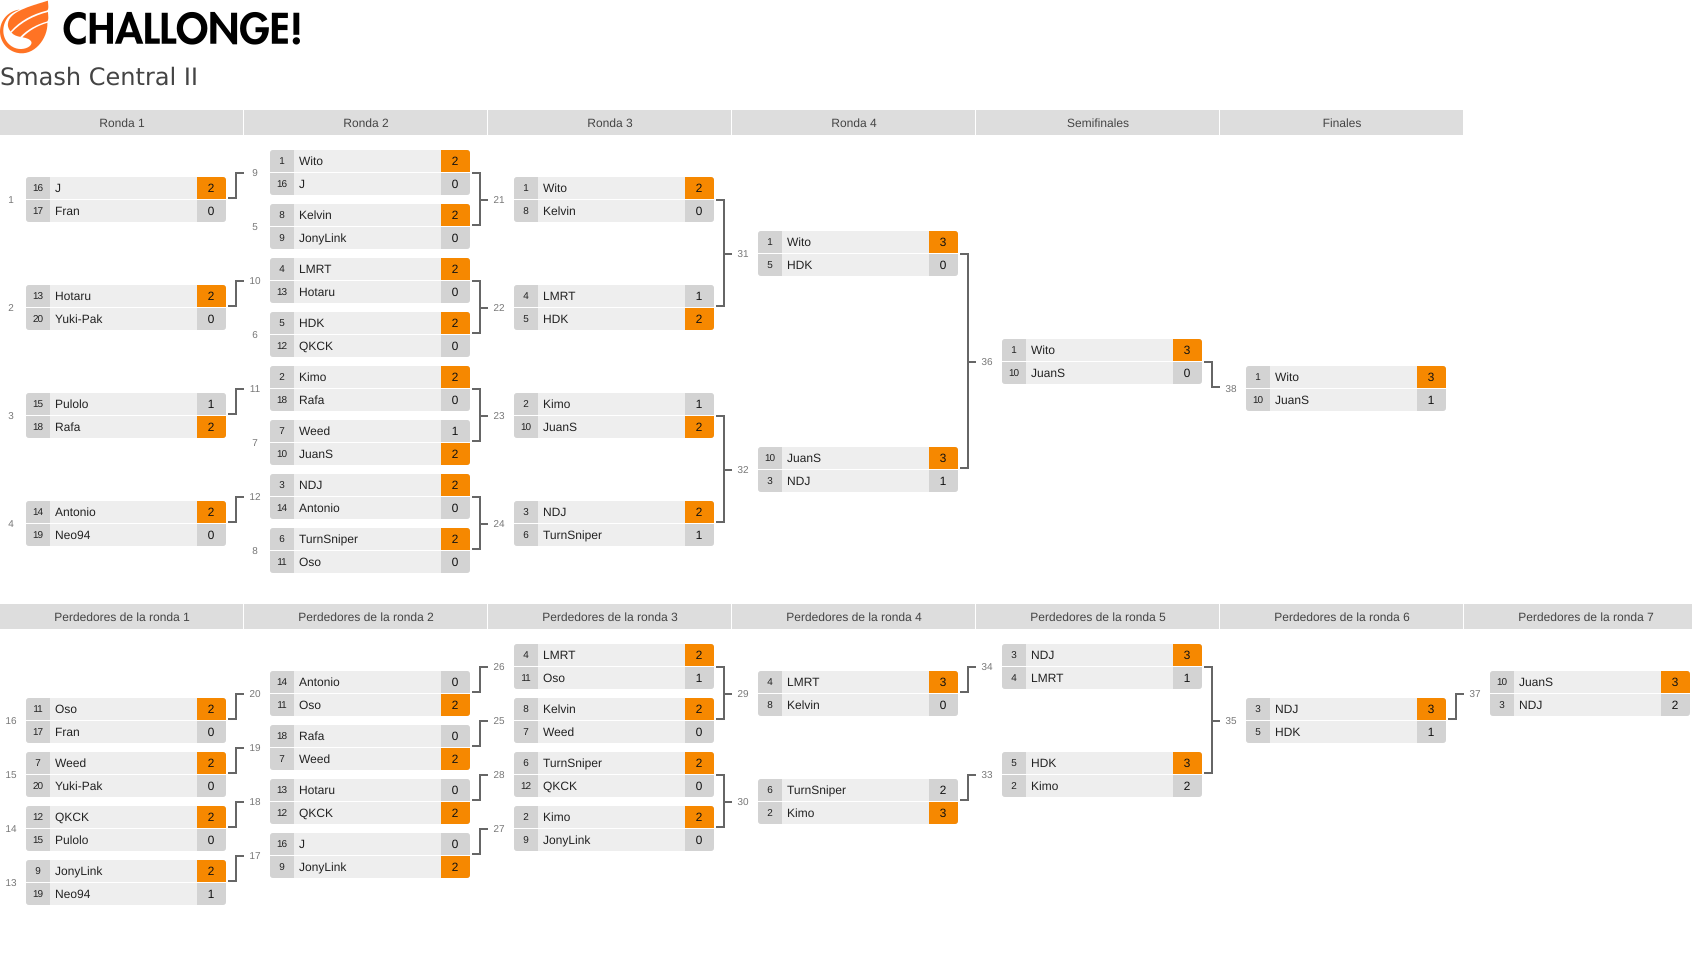 CHALLONGE!
Smash Central II
Ronda 1 Ronda 2 Ronda 3 Ronda 4 Semifinales Finales
1
16 J 2
17 Fran 0
2
13 Hotaru 2
20 Yuki-Pak 0
3
15 Pulolo 1
18 Rafa 2
4
14 Antonio 2
19 Neo94 0
9
1 Wito 2
16 J 0
5
8 Kelvin 2
9 JonyLink 0
10
4 LMRT 2
13 Hotaru 0
6
5 HDK 2
12 QKCK 0
11
2 Kimo 2
18 Rafa 0
7
7 Weed 1
10 JuanS 2
12
3 NDJ 2
14 Antonio 0
8
6 TurnSniper 2
11 Oso 0
21
1 Wito 2
8 Kelvin 0
22
4 LMRT 1
5 HDK 2
23
2 Kimo 1
10 JuanS 2
24
3 NDJ 2
6 TurnSniper 1
31
1 Wito 3
5 HDK 0
32
10 JuanS 3
3 NDJ 1
36
1 Wito 3
10 JuanS 0
38
1 Wito 3
10 JuanS 1
Perdedores de la ronda 1 Perdedores de la ronda 2 Perdedores de la ronda 3 Perdedores de la ronda 4 Perdedores de la ronda 5 Perdedores de la ronda 6 Perdedores de la ronda 7
16
11 Oso 2
17 Fran 0
15
7 Weed 2
20 Yuki-Pak 0
14
12 QKCK 2
15 Pulolo 0
13
9 JonyLink 2
19 Neo94 1
20
14 Antonio 0
11 Oso 2
19
18 Rafa 0
7 Weed 2
18
13 Hotaru 0
12 QKCK 2
17
16 J 0
9 JonyLink 2
26
4 LMRT 2
11 Oso 1
25
8 Kelvin 2
7 Weed 0
28
6 TurnSniper 2
12 QKCK 0
27
2 Kimo 2
9 JonyLink 0
29
4 LMRT 3
8 Kelvin 0
30
6 TurnSniper 2
2 Kimo 3
34
3 NDJ 3
4 LMRT 1
33
5 HDK 3
2 Kimo 2
35
3 NDJ 3
5 HDK 1
37
10 JuanS 3
3 NDJ 2